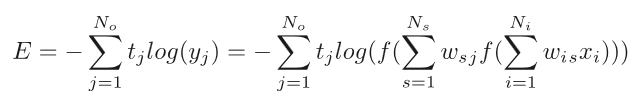 $E = -\sum_{j=1}^{N_o} t_j log(y_j) = -\sum_{j=1}^{N_o} t_j log(f(\sum_{s=1}^{N_s} w_{sj} f(\sum_{i=1}^{N_i} w_{is} x_i)))$